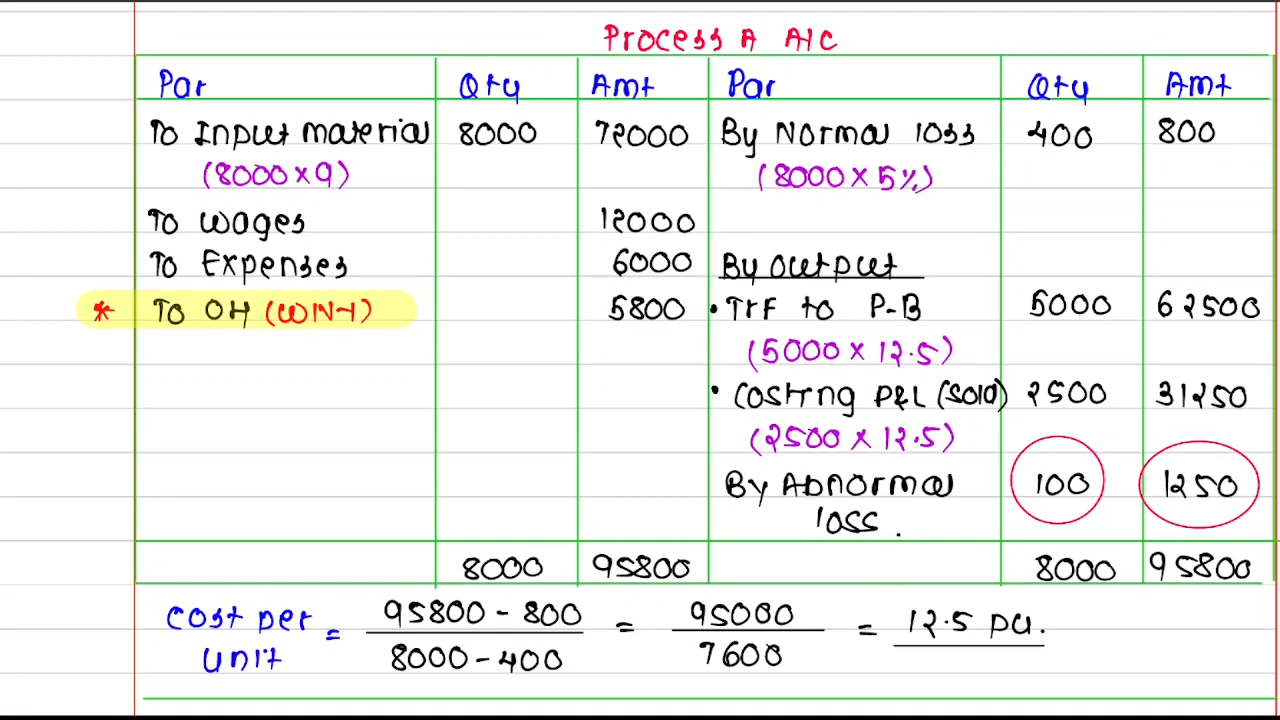 Process A A/C
Par Qty Amt Par Qty Amt
To Input material 8000 72000 By Normal loss 400 800
(8000 × 9) (8000 × 5%)
To wages 12000
To Expenses 6000 By output
* To OH (WN-1) 5800 • Trf to P-B 5000 62500
(5000 × 12.5)
• Costing P&L (Sold) 2500 31250
(2500 × 12.5)
By Abnormal 100 1250
loss.
8000 95800 8000 95800
Cost per unit = 95800 - 800 / 8000 - 400 = 95000 / 7600 = 12.5 pu.